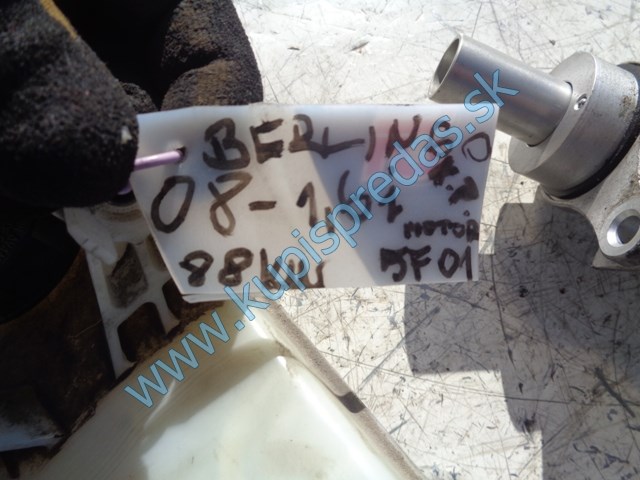 BERLINGO
08-1,6i
MOTOR
88kW 5F01
www.kupispredas.sk